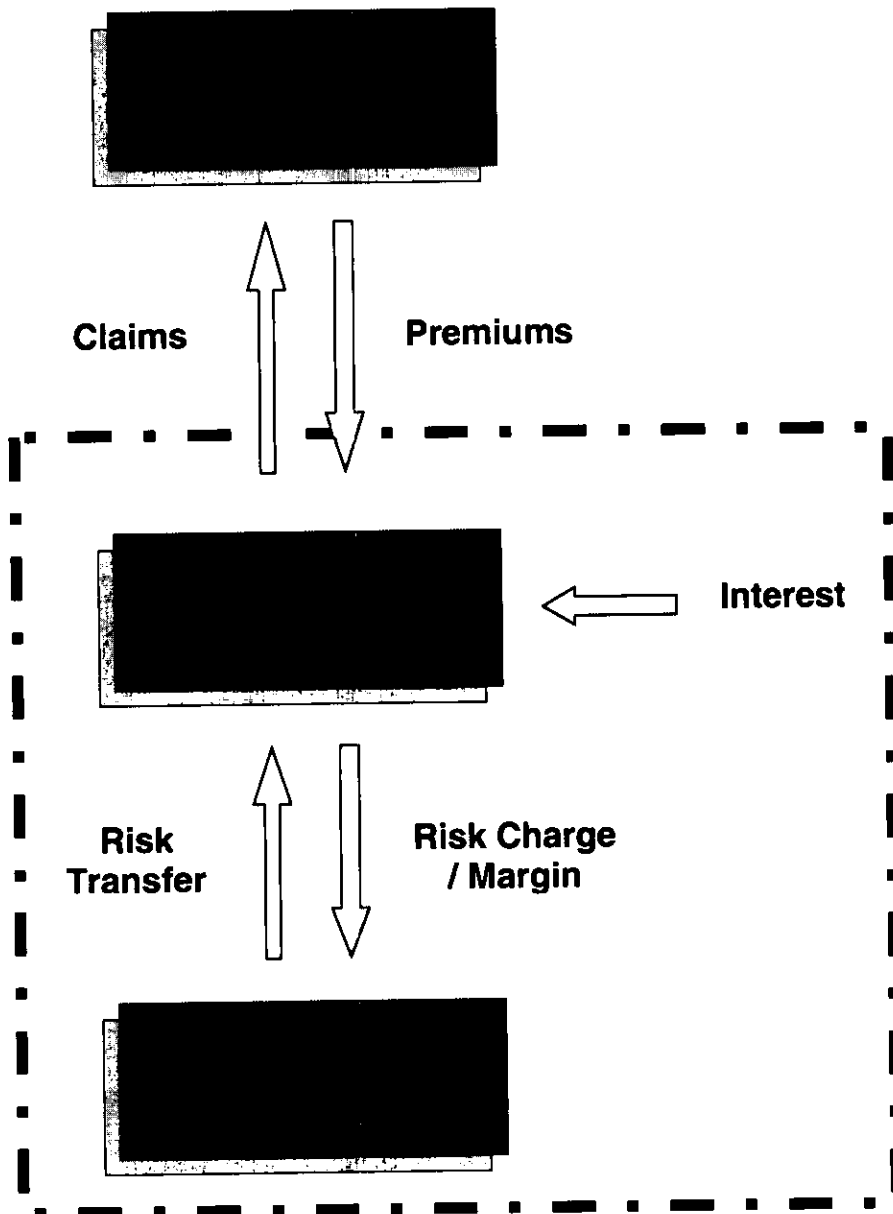 Claims
Premiums
Interest
Risk
Transfer
Risk Charge
/ Margin